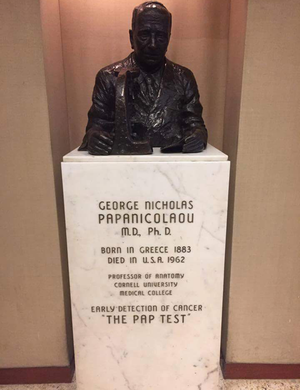 GEORGE NICHOLAS
PAPANICOLAOU
M.D., Ph. D.
BORN IN GREECE 1883
DIED IN U.S.A. 1962
PROFESSOR OF ANATOMY
CORNELL UNIVERSITY
MEDICAL COLLEGE
EARLY DETECTION OF CANCER
"THE PAP TEST"